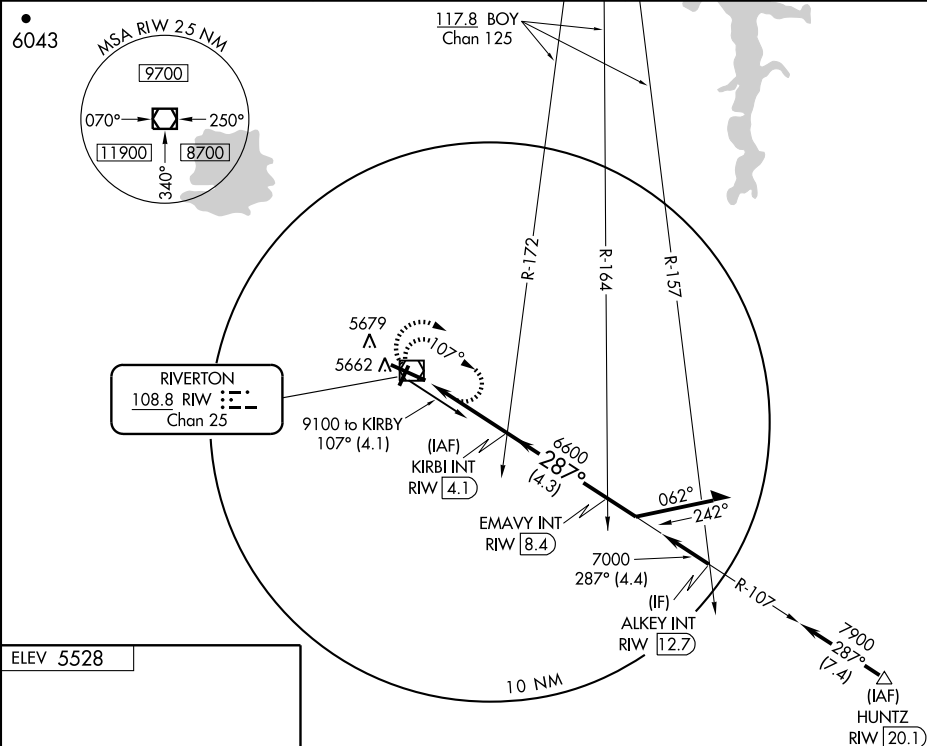 6043
MSA RIW 25 NM
9700
070°
250°
11900
8700
340°
117.8 BOY
Chan 125
R-172
R-164
R-157
5679
5662
107°
RIVERTON
108.8 RIW
Chan 25
9100 to KIRBY
107° (4.1)
(IAF)
KIRBI INT
RIW 4.1
6600
287°
(4.3)
EMAVY INT
RIW 8.4
062°
242°
7000
287° (4.4)
(IF)
ALKEY INT
RIW 12.7
R-107
7900
287°
(7.4)
(IAF)
HUNTZ
RIW 20.1
10 NM
ELEV 5528